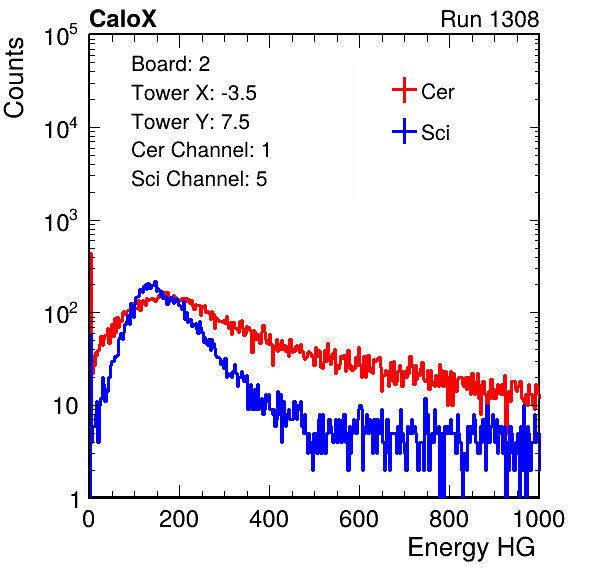 CaloX Run 1308
Counts
10^5
10^4
10^3
10^2
10
1
Board: 2
Tower X: -3.5
Tower Y: 7.5
Cer Channel: 1
Sci Channel: 5
Cer
Sci
0 200 400 600 800 1000
Energy HG